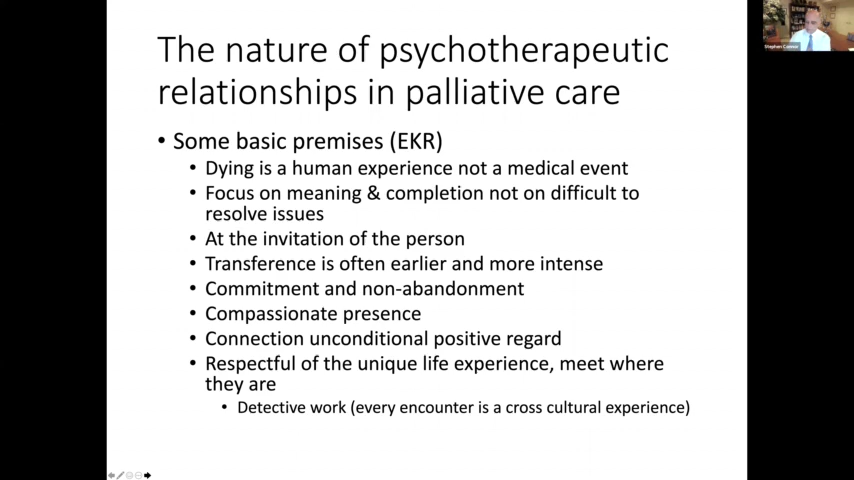 The nature of psychotherapeutic
relationships in palliative care
• Some basic premises (EKR)
• Dying is a human experience not a medical event
• Focus on meaning & completion not on difficult to
resolve issues
• At the invitation of the person
• Transference is often earlier and more intense
• Commitment and non-abandonment
• Compassionate presence
• Connection unconditional positive regard
• Respectful of the unique life experience, meet where
they are
• Detective work (every encounter is a cross cultural experience)
Stephen